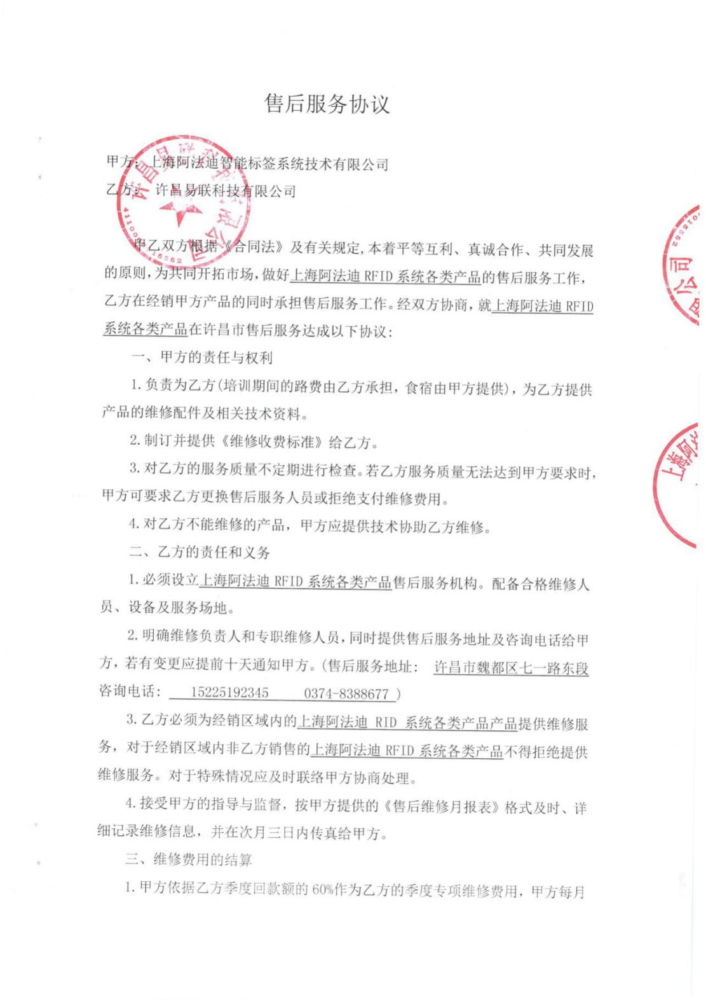 售后服务协议
甲方：上海阿法迪智能标签系统技术有限公司
乙方： 许昌易联科技有限公司
甲乙双方根据《合同法》及有关规定,本着平等互利、真诚合作、共同发展
的原则,为共同开拓市场,做好上海阿法迪 RFID 系统各类产品的售后服务工作,
乙方在经销甲方产品的同时承担售后服务工作。经双方协商,就上海阿法迪 RFID
系统各类产品在许昌市售后服务达成以下协议:
一、甲方的责任与权利
1.负责为乙方(培训期间的路费由乙方承担, 食宿由甲方提供), 为乙方提供
产品的维修配件及相关技术资料。
2.制订并提供《维修收费标准》给乙方。
3.对乙方的服务质量不定期进行检查。若乙方服务质量无法达到甲方要求时,
甲方可要求乙方更换售后服务人员或拒绝支付维修费用。
4.对乙方不能维修的产品, 甲方应提供技术协助乙方维修。
二、乙方的责任和义务
1.必须设立上海阿法迪 RFID 系统各类产品售后服务机构。配备合格维修人
员、设备及服务场地。
2.明确维修负责人和专职维修人员,同时提供售后服务地址及咨询电话给甲
方, 若有变更应提前十天通知甲方。(售后服务地址: 许昌市魏都区七一路东段
咨询电话: 15225192345 0374-8388677 )
3.乙方必须为经销区域内的上海阿法迪 RID 系统各类产品产品提供维修服
务, 对于经销区域内非乙方销售的上海阿法迪 RFID 系统各类产品不得拒绝提供
维修服务。对于特殊情况应及时联络甲方协商处理。
4.接受甲方的指导与监督, 按甲方提供的《售后维修月报表》格式及时、详
细记录维修信息, 并在次月三日内传真给甲方。
三、维修费用的结算
1.甲方依据乙方季度回款额的 60%作为乙方的季度专项维修费用, 甲方每月
许昌易联科技有限公司
公司
上海阿